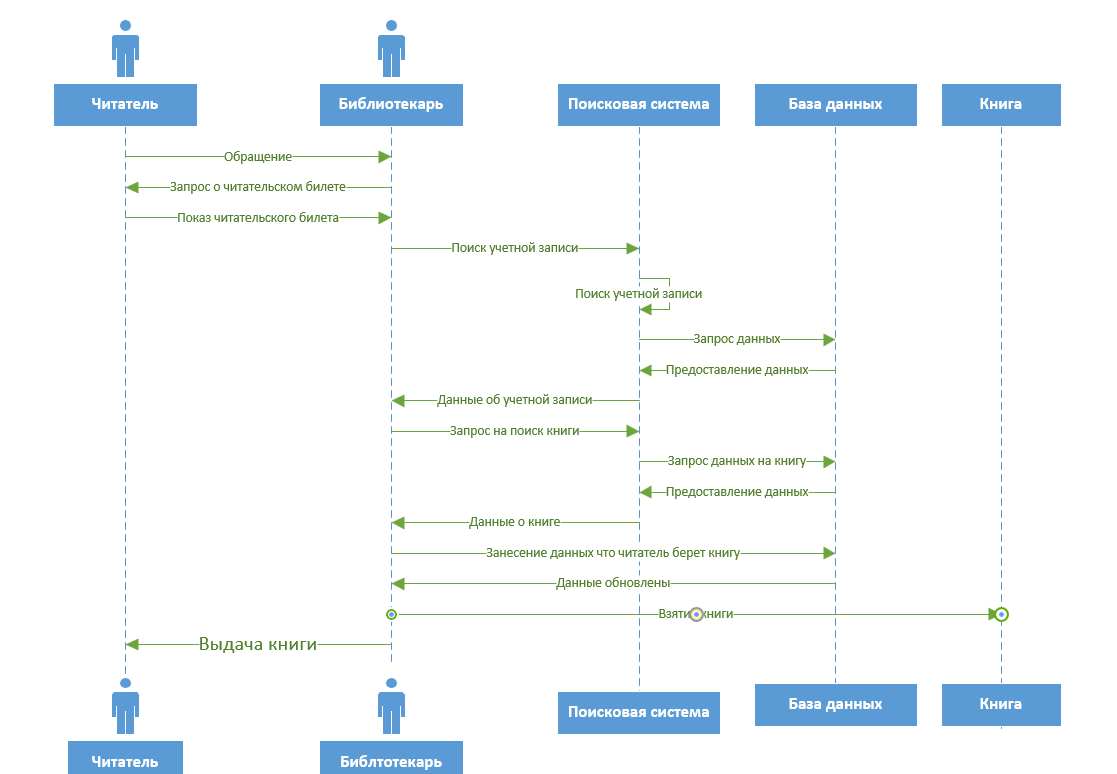 Читатель
Библиотекарь
Поисковая система
База данных
Книга
Обращение
Запрос о читательском билете
Показ читательского билета
Поиск учетной записи
Поиск учетной записи
Запрос данных
Предоставление данных
Данные об учетной записи
Запрос на поиск книги
Запрос данных на книгу
Предоставление данных
Данные о книге
Занесение данных что читатель берет книгу
Данные обновлены
книги
Выдача книги
Читатель
Библтотекарь
Поисковая система
База данных
Книга